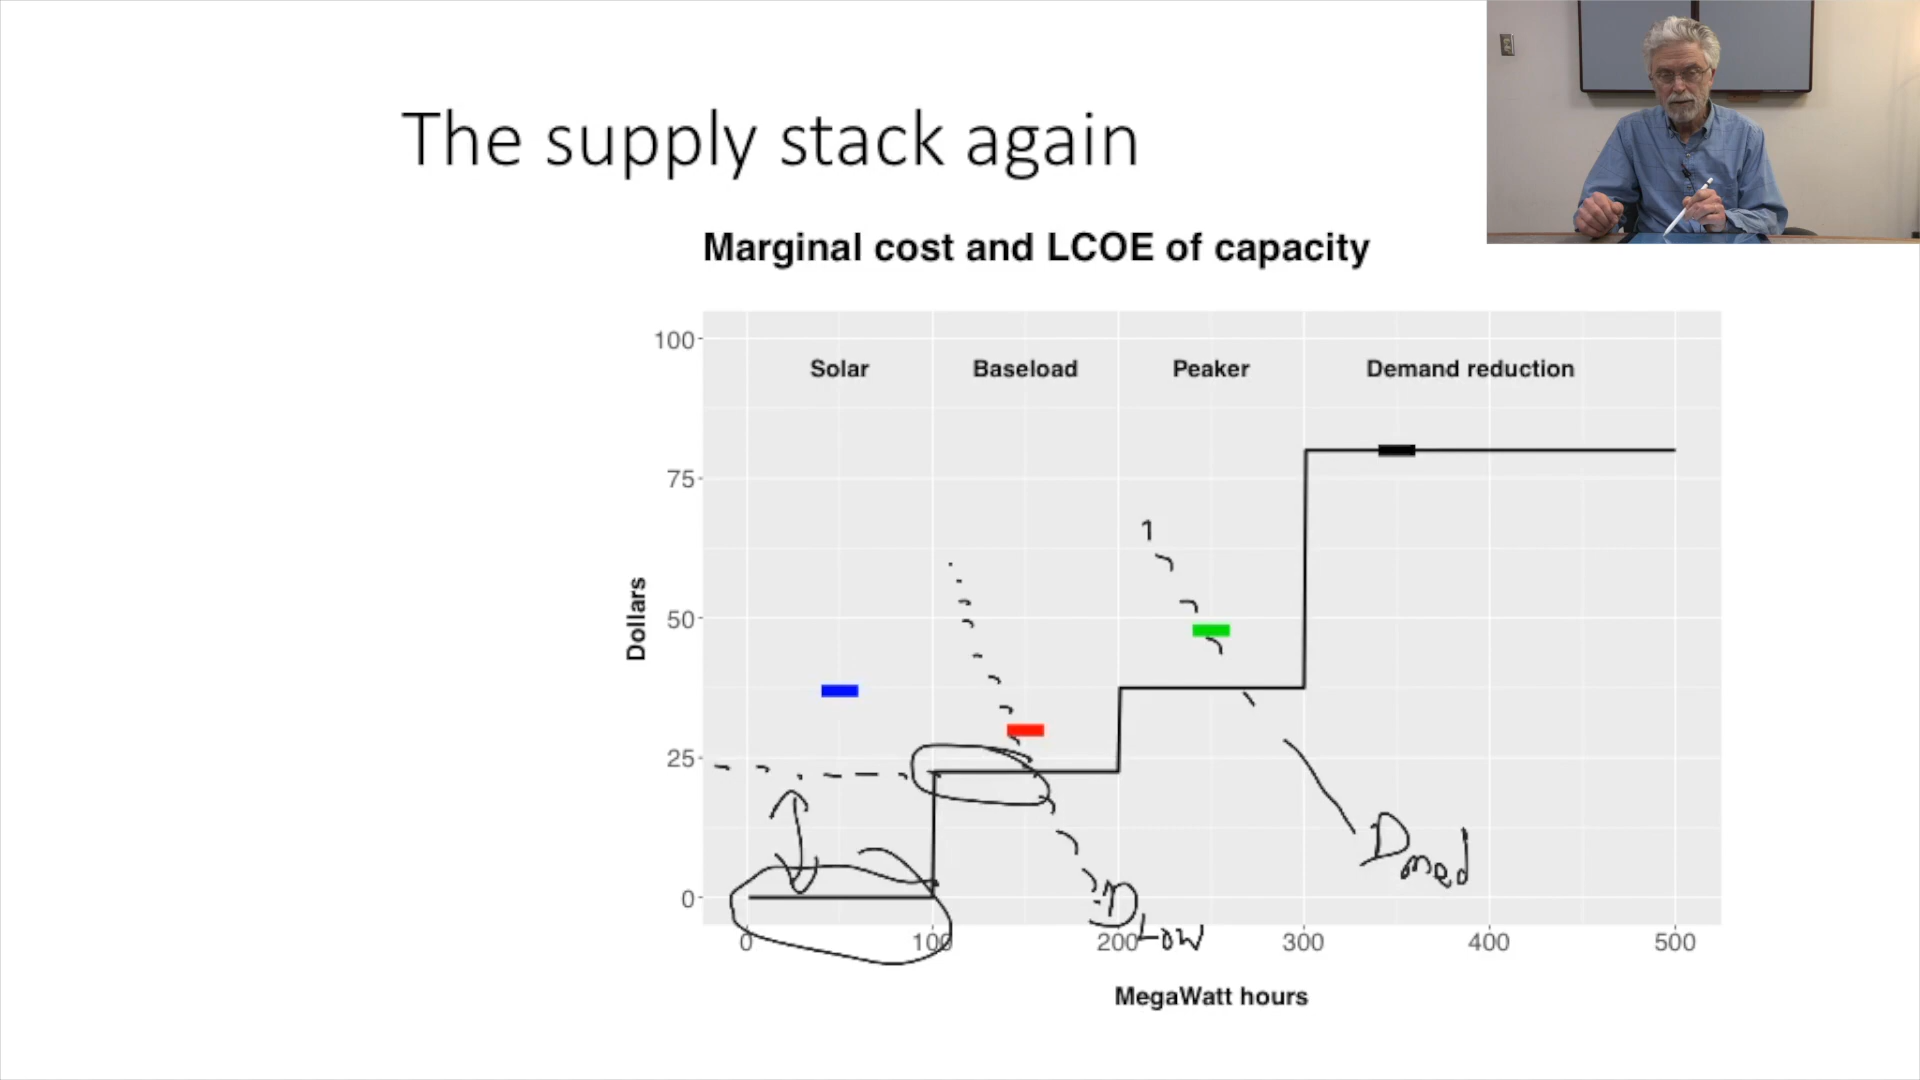 The supply stack again
Marginal cost and LCOE of capacity
100
Solar
Baseload
Peaker
Demand reduction
75
50
25
0
Dollars
D med
D Low
0
100
200
300
400
500
MegaWatt hours